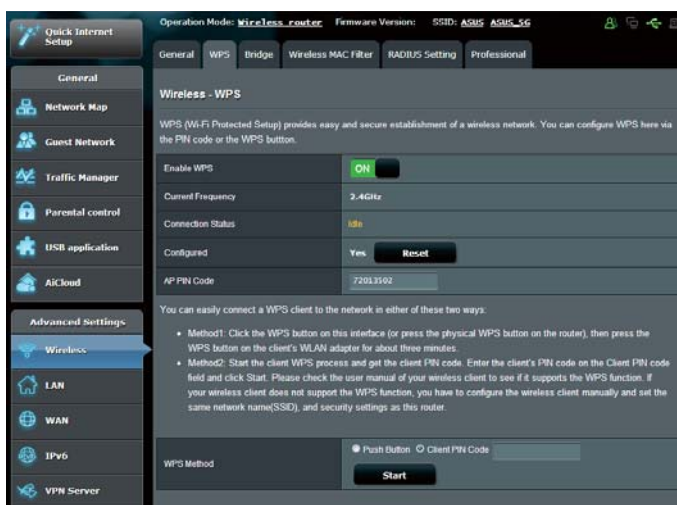 Quick Internet
Setup
Operation Mode: Wireless router Firmware Version: SSID: ASUS ASUS_5G
General WPS Bridge Wireless MAC Filter RADIUS Setting Professional
General
Network Map
Guest Network
Traffic Manager
Parental control
USB application
AiCloud
Advanced Settings
Wireless
LAN
WAN
IPv6
VPN Server
Wireless - WPS
WPS (Wi-Fi Protected Setup) provides easy and secure establishment of a wireless network. You can configure WPS here via
the PIN code or the WPS buttton.
Enable WPS ON
Current Frequency 2.4GHz
Connection Status Idle
Configured Yes Reset
AP PIN Code 72013502
You can easily connect a WPS client to the network in either of these two ways:
• Method1: Click the WPS button on this interface (or press the physical WPS button on the router), then press the
WPS button on the client's WLAN adapter for about three minutes.
• Method2: Start the client WPS process and get the client PIN code. Enter the client's PIN code on the Client PIN code
field and click Start. Please check the user manual of your wireless client to see if it supports the WPS function. If
your wireless client does not support the WPS function, you have to configure the wireless client manually and set the
same network name(SSID), and security settings as this router.
WPS Method Push Button Client PIN Code
Start